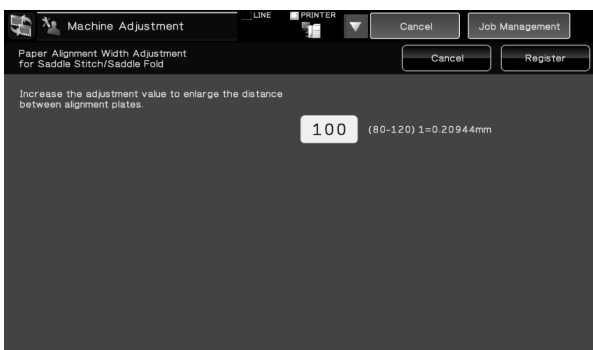 Machine Adjustment
LINE
PRINTER
Cancel
Job Management
Paper Alignment Width Adjustment
for Saddle Stitch/Saddle Fold
Cancel
Register
Increase the adjustment value to enlarge the distance
between alignment plates.
100 (80-120) 1=0.20944mm